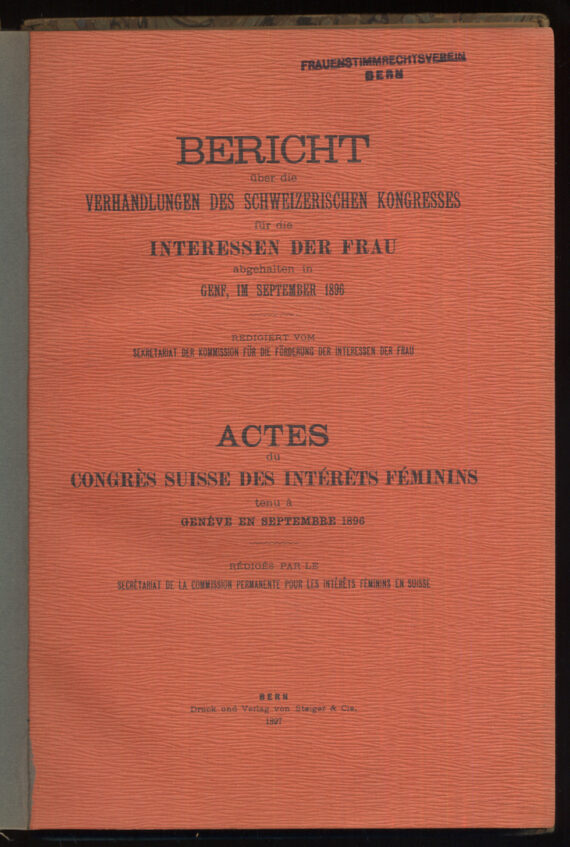 FRAUENSTIMMRECHTSVEREIN
BERN
BERICHT
über die
VERHANDLUNGEN DES SCHWEIZERISCHEN KONGRESSES
für die
INTERESSEN DER FRAU
abgehalten in
GENF, IM SEPTEMBER 1896
REDIGIERT VOM
SEKRETARIAT DER KOMMISSION FÜR DIE FÖRDERUNG DER INTERESSEN DER FRAU
ACTES
du
CONGRÈS SUISSE DES INTÉRÊTS FÉMININS
tenu à
GENÈVE EN SEPTEMBRE 1896
RÉDIGÉS PAR LE
SECRÉTARIAT DE LA COMMISSION PERMANENTE POUR LES INTÉRÊTS FÉMININS EN SUISSE
BERN
Druck und Verlag von Steiger & Cie.
1897